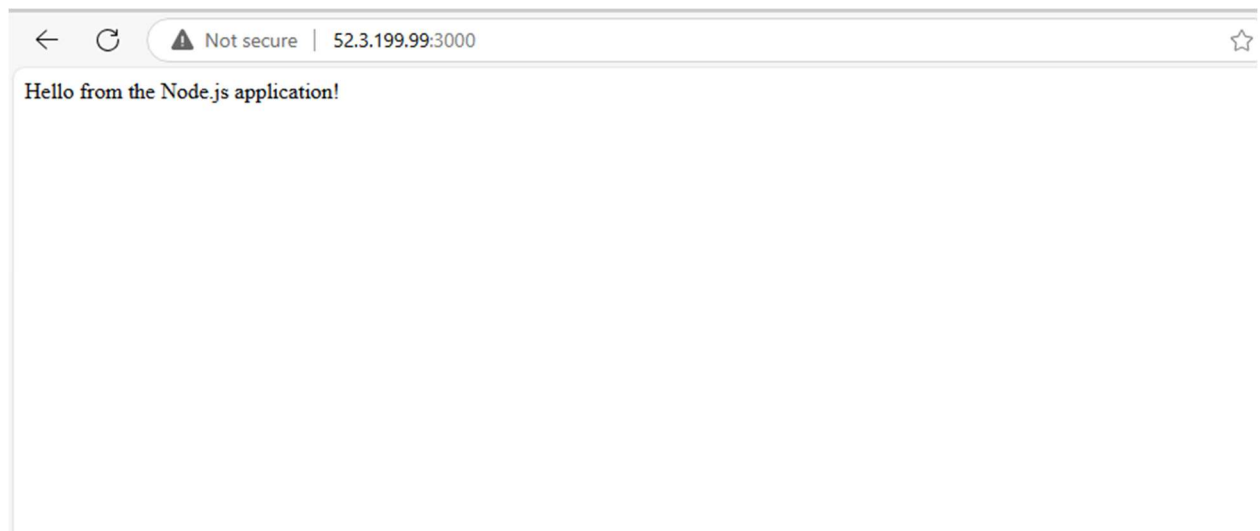 Not secure | 52.3.199.99:3000
Hello from the Node.js application!